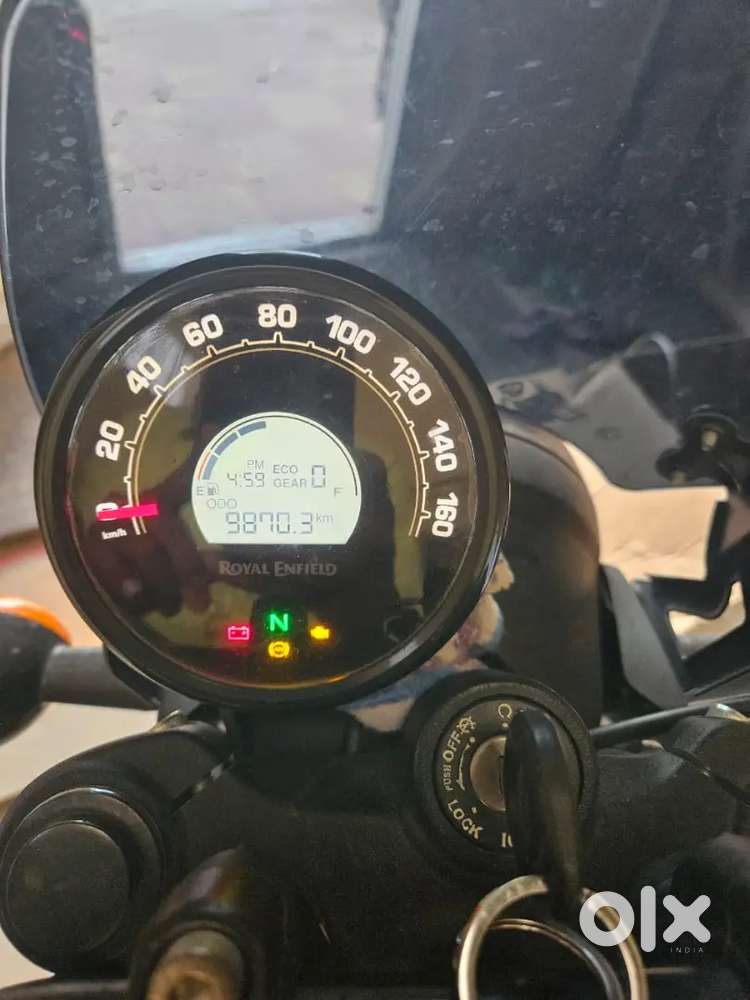 0
20
40
60
80
100
120
140
160
km/h
PM ECO
4:59 GEAR 0
E F
9870.3 km
ROYAL ENFIELD
N
PUSH OFF
LOCK
olx
INDIA